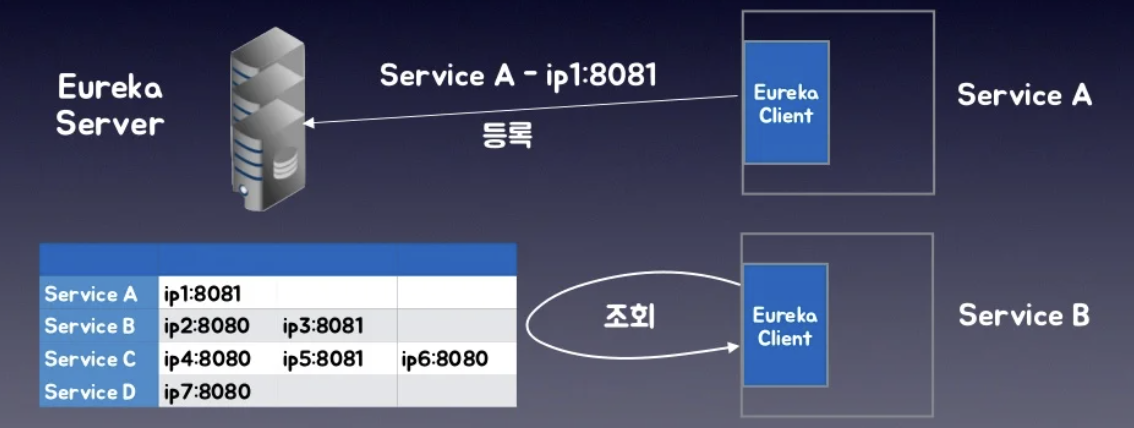 Eureka
Server
Service A - ip1:8081
등록
Eureka
Client
Service A
Service A ip1:8081
Service B ip2:8080 ip3:8081
Service C ip4:8080 ip5:8081 ip6:8080
Service D ip7:8080
조회
Eureka
Client
Service B